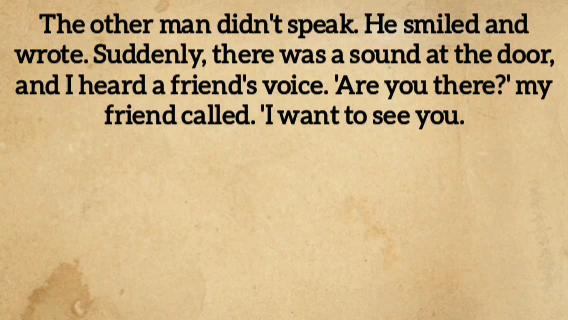 The other man didn't speak. He smiled and
wrote. Suddenly, there was a sound at the door,
and I heard a friend's voice. 'Are you there?' my
friend called. 'I want to see you.